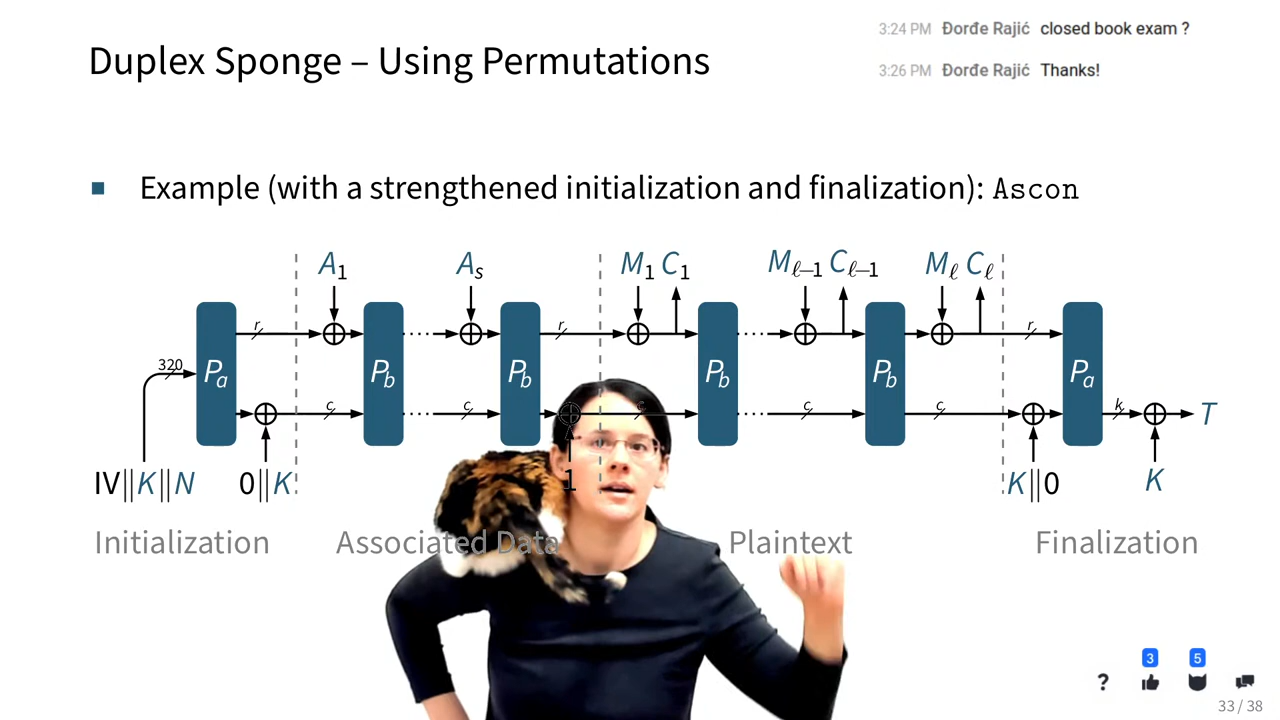 3:24 PM Đorđe Rajić closed book exam ?
Duplex Sponge – Using Permutations
3:26 PM Đorđe Rajić Thanks!
Example (with a strengthened initialization and finalization): Ascon
A1 As M1 C1 Mℓ–1 Cℓ–1 Mℓ Cℓ
r r r
320 Pa Pb Pb Pb Pb Pa
c c c c c k T
IV‖K‖N 0‖K 1 K‖0 K
Initialization Associated Data Plaintext Finalization
3 5
?
33 / 38